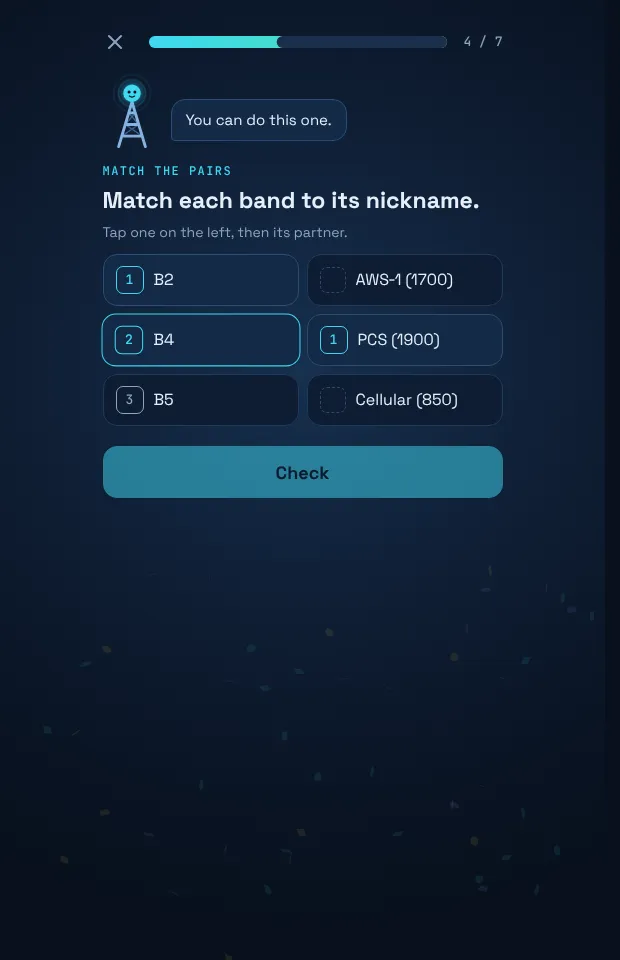 4 / 7
You can do this one.
MATCH THE PAIRS
Match each band to its nickname.
Tap one on the left, then its partner.
1 B2
AWS-1 (1700)
2 B4
1 PCS (1900)
3 B5
Cellular (850)
Check